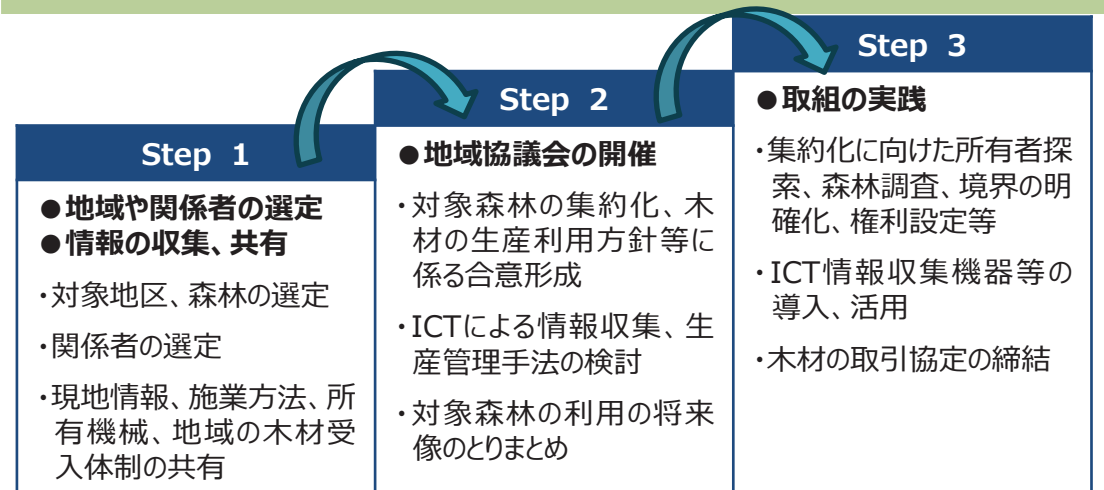 Step 1
●地域や関係者の選定
●情報の収集、共有
・対象地区、森林の選定
・関係者の選定
・現地情報、施業方法、所
有機械、地域の木材受
入体制の共有
Step 2
●地域協議会の開催
・対象森林の集約化、木
材の生産利用方針等に
係る合意形成
・ICTによる情報収集、生
産管理手法の検討
・対象森林の利用の将来
像のとりまとめ
Step 3
●取組の実践
・集約化に向けた所有者探
索、森林調査、境界の明
確化、権利設定等
・ICT情報収集機器等の
導入、活用
・木材の取引協定の締結